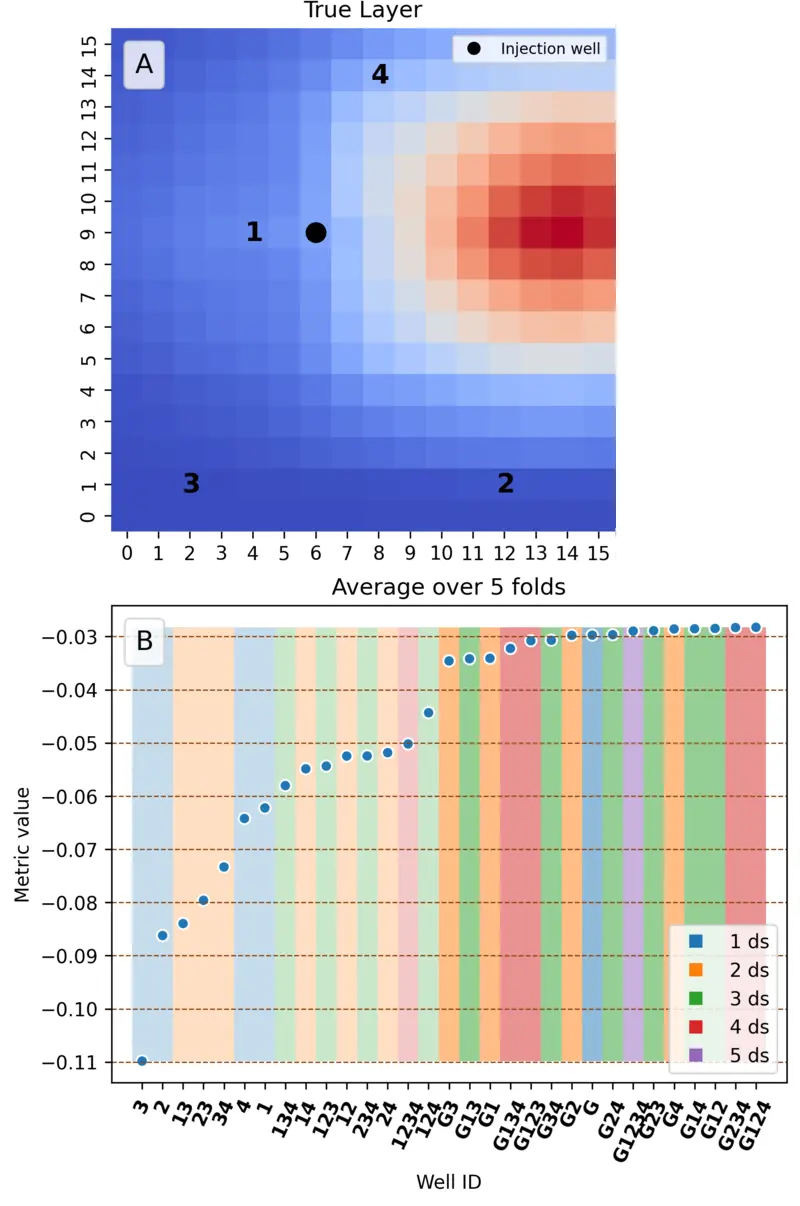 True Layer
A
Injection well
15
14
13
12
11
10
9
8
7
6
5
4
3
2
1
0
4
1
3
2
0 1 2 3 4 5 6 7 8 9 10 11 12 13 14 15
Average over 5 folds
B
−0.03
−0.04
−0.05
−0.06
−0.07
−0.08
−0.09
−0.10
−0.11
Metric value
1 ds
2 ds
3 ds
4 ds
5 ds
3 2 13 23 34 4 1 134 14 123 12 234 24 1234 124 G3 G13 G1 G134 G123 G34 G2 G G24 G1234 G23 G4 G14 G12 G234 G124
Well ID